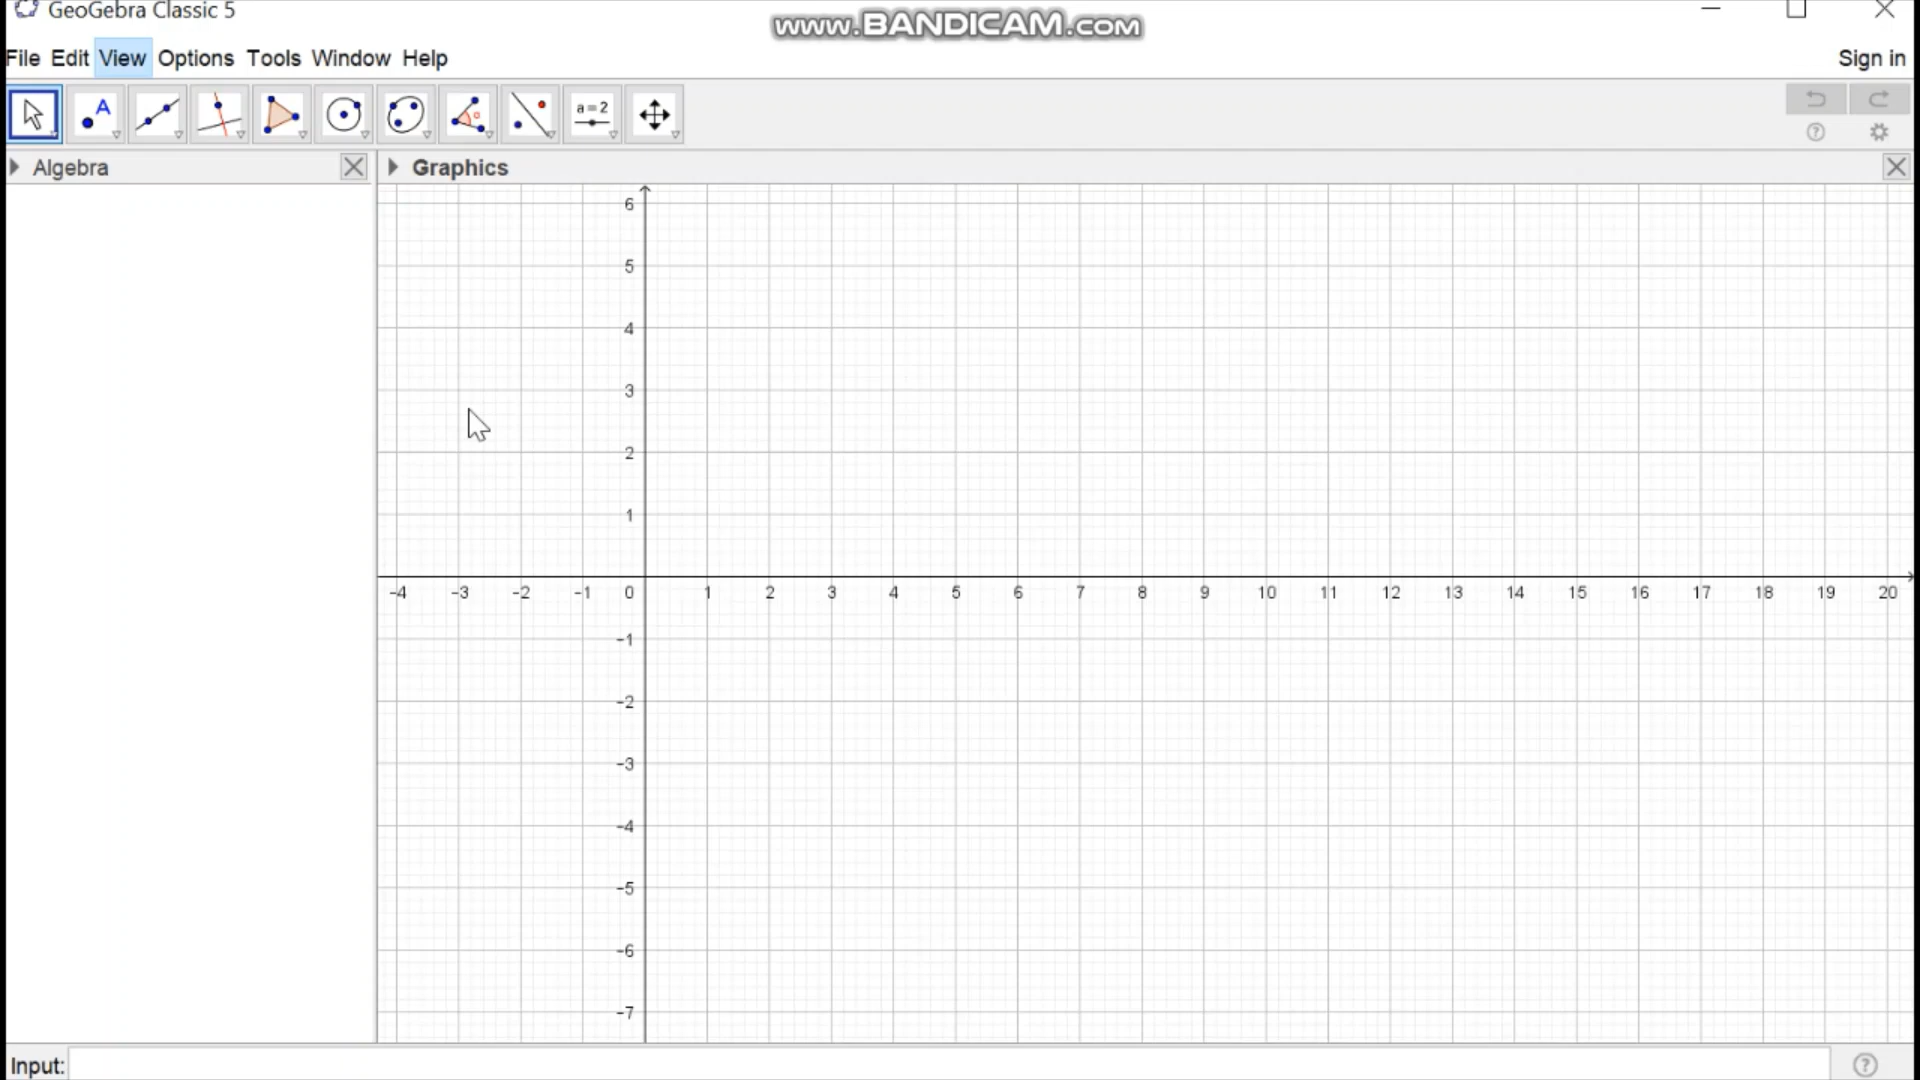 GeoGebra Classic 5
www.BANDICAM.com
File Edit View Options Tools Window Help
Sign in
A
a=2
Algebra
Graphics
6
5
4
3
2
1
-4 -3 -2 -1 0 1 2 3 4 5 6 7 8 9 10 11 12 13 14 15 16 17 18 19 20
-1
-2
-3
-4
-5
-6
-7
Input: